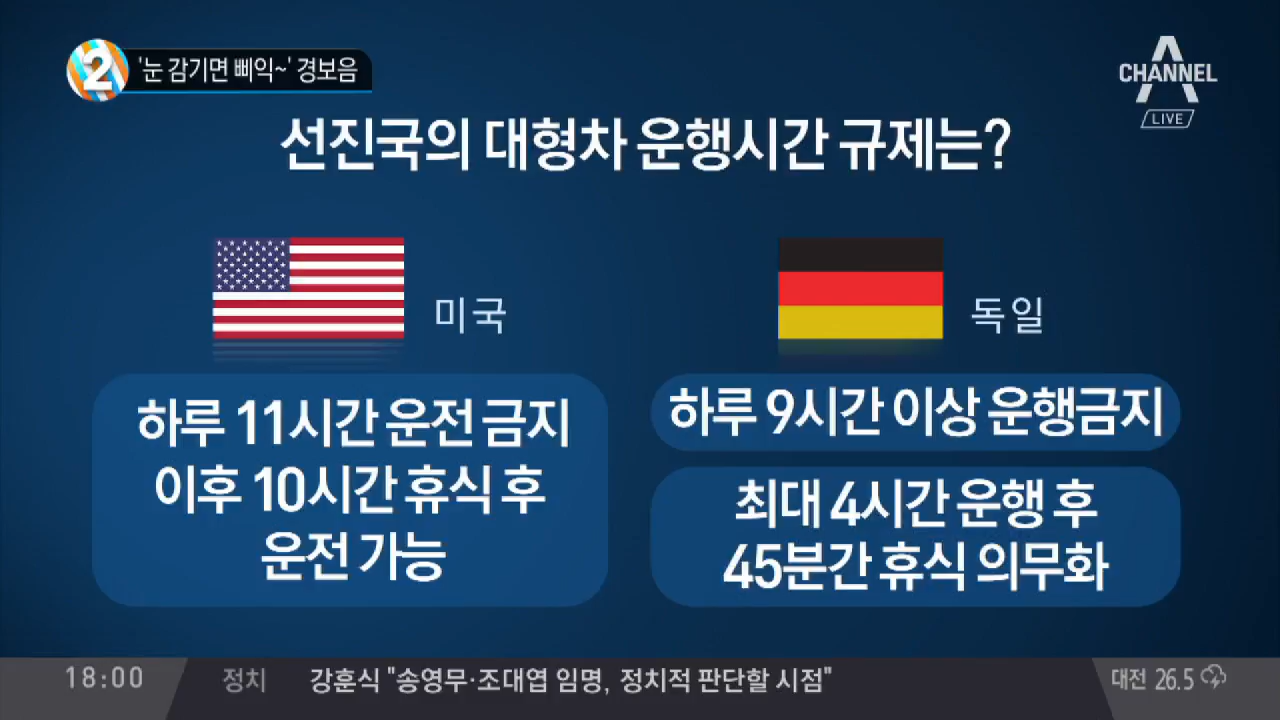 2 '눈 감기면 삐익~' 경보음
CHANNEL A
LIVE
선진국의 대형차 운행시간 규제는?
미국
독일
하루 11시간 운전 금지
이후 10시간 휴식 후
운전 가능
하루 9시간 이상 운행금지
최대 4시간 운행 후
45분간 휴식 의무화
18:00
정치
강훈식 "송영무·조대엽 임명, 정치적 판단할 시점"
대전 26.5